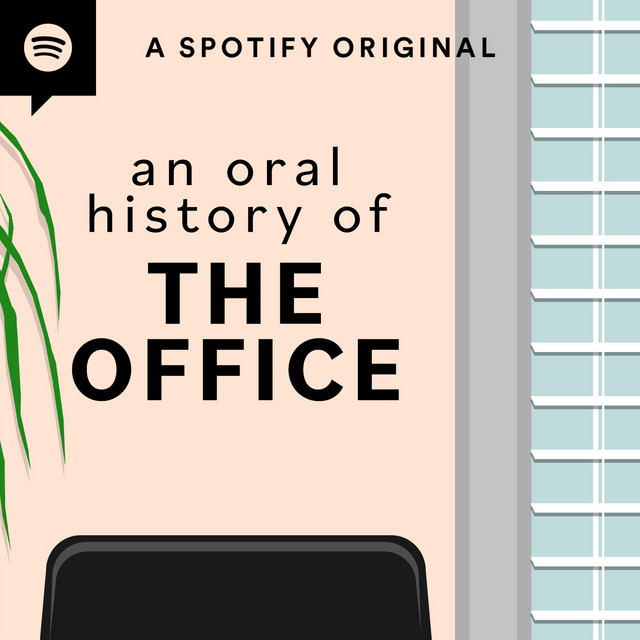 A SPOTIFY ORIGINAL
an oral
history of
THE
OFFICE